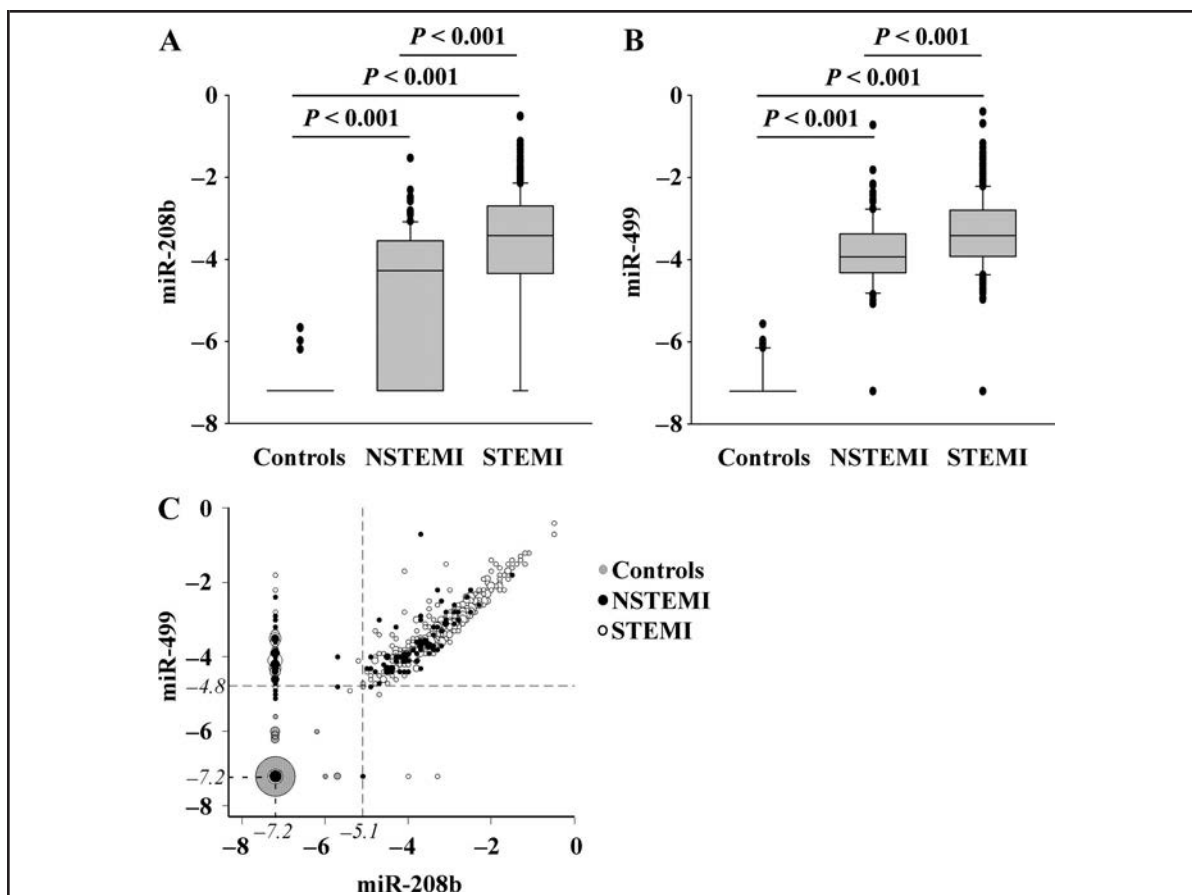 A
P < 0.001
P < 0.001
P < 0.001
miR-208b
0
–2
–4
–6
–8
Controls NSTEMI STEMI
B
P < 0.001
P < 0.001
P < 0.001
miR-499
0
–2
–4
–6
–8
Controls NSTEMI STEMI
C
miR-499
0
–2
–4
–4.8
–6
–7.2
–8
–7.2 –5.1
–8 –6 –4 –2 0
miR-208b
Controls
NSTEMI
STEMI